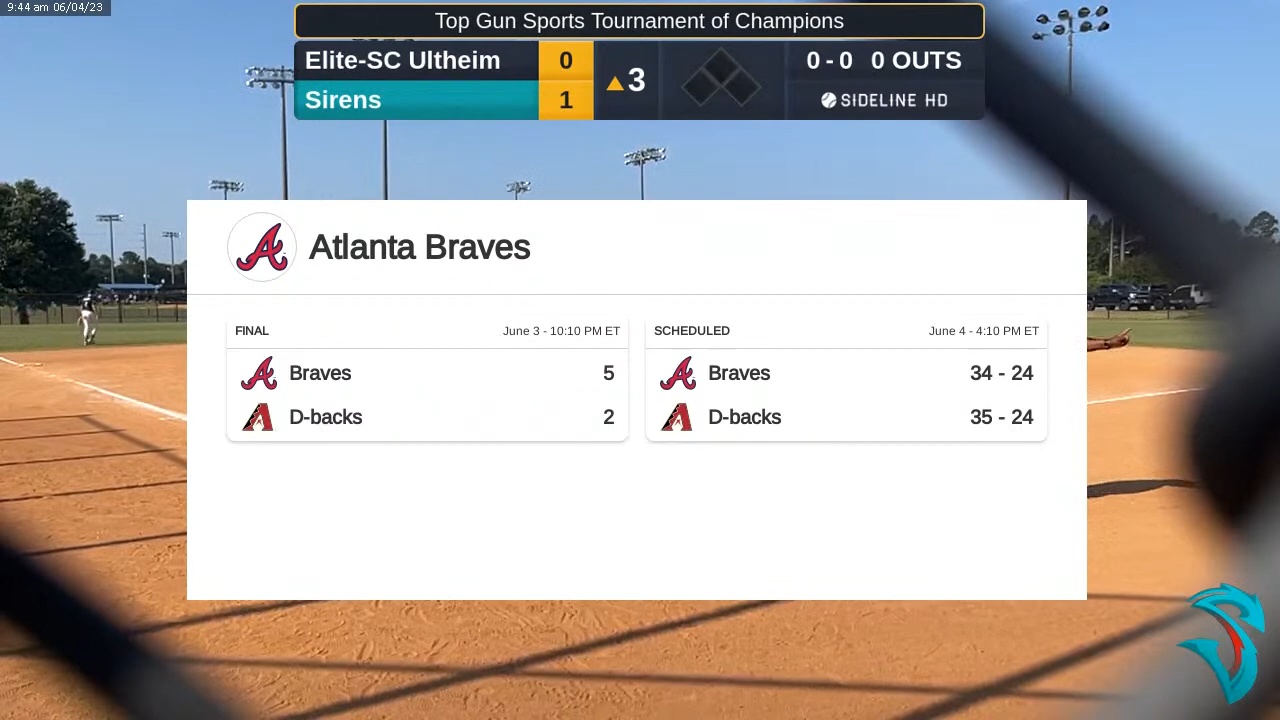 9:44 am 06/04/23
Top Gun Sports Tournament of Champions
Elite-SC Ultheim 0
Sirens 1
▲3
0 - 0 0 OUTS
SIDELINE HD
Atlanta Braves
FINAL June 3 - 10:10 PM ET
Braves 5
D-backs 2
SCHEDULED June 4 - 4:10 PM ET
Braves 34 - 24
D-backs 35 - 24